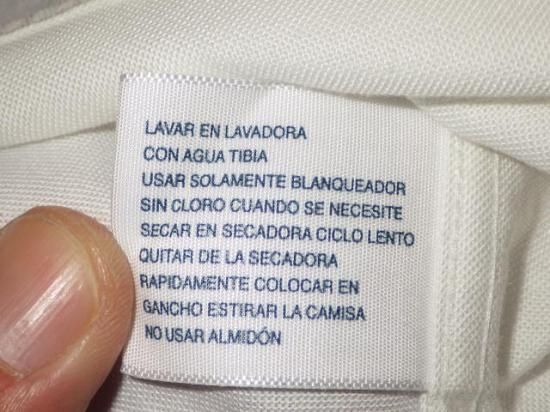 LAVAR EN LAVADORA
CON AGUA TIBIA
USAR SOLAMENTE BLANQUEADOR
SIN CLORO CUANDO SE NECESITE
SECAR EN SECADORA CICLO LENTO
QUITAR DE LA SECADORA
RAPIDAMENTE COLOCAR EN
GANCHO ESTIRAR LA CAMISA
NO USAR ALMIDÓN